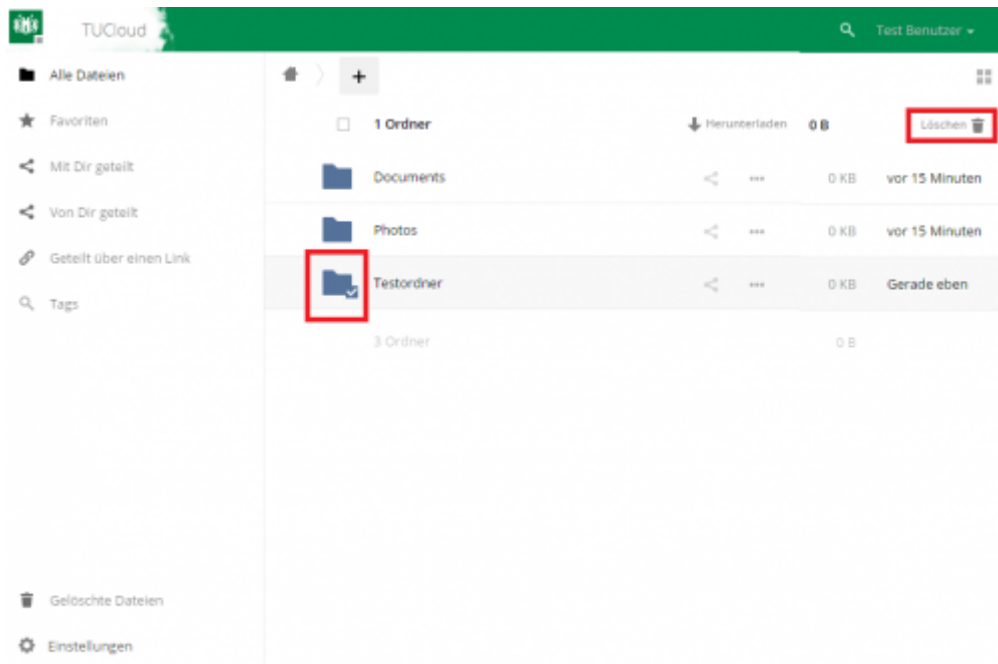 TUCloud
Test Benutzer
Alle Dateien
Favoriten
Mit Dir geteilt
Von Dir geteilt
Geteilt über einen Link
Tags
1 Ordner Herunterladen 0 B Löschen
Documents ... 0 KB vor 15 Minuten
Photos ... 0 KB vor 15 Minuten
Testordner ... 0 KB Gerade eben
3 Ordner 0 B
Gelöschte Dateien
Einstellungen